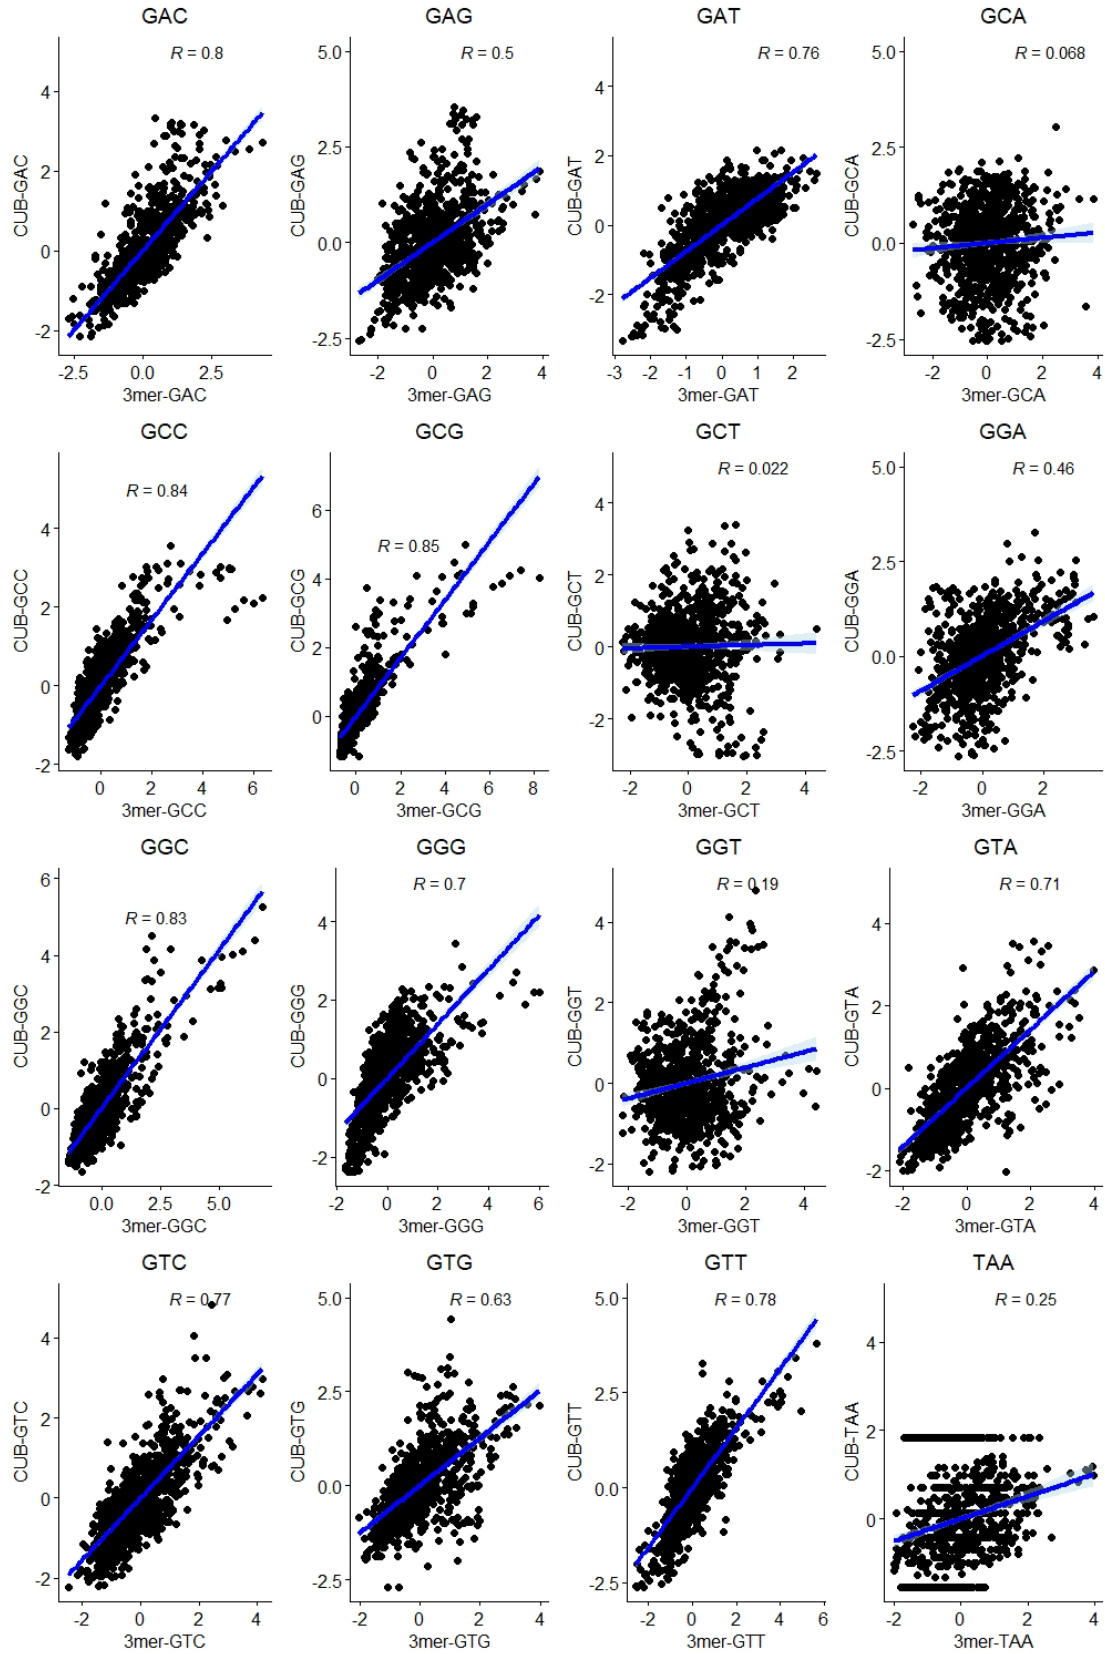 GAC GAG GAT GCA
R = 0.8 R = 0.5 R = 0.76 R = 0.068
CUB-GAC
4
2
0
-2
-2.5 0.0 2.5
3mer-GAC
CUB-GAG
5.0
2.5
0.0
-2.5
-2 0 2 4
3mer-GAG
CUB-GAT
4
2
0
-2
-3 -2 -1 0 1 2
3mer-GAT
CUB-GCA
5.0
2.5
0.0
-2.5
-2 0 2 4
3mer-GCA
GCC GCG GCT GGA
R = 0.84 R = 0.85 R = 0.022 R = 0.46
CUB-GCC
4
2
0
-2
0 2 4 6
3mer-GCC
CUB-GCG
6
4
2
0
0 2 4 6 8
3mer-GCG
CUB-GCT
4
2
0
-2
-2 0 2 4
3mer-GCT
CUB-GGA
5.0
2.5
0.0
-2.5
-2 0 2
3mer-GGA
GGC GGG GGT GTA
R = 0.83 R = 0.7 R = 0.19 R = 0.71
CUB-GGC
6
4
2
0
-2
0.0 2.5 5.0
3mer-GGC
CUB-GGG
4
2
0
-2
-2 0 2 4 6
3mer-GGG
CUB-GGT
4
2
0
-2
-2 0 2 4
3mer-GGT
CUB-GTA
4
2
0
-2
-2 0 2 4
3mer-GTA
GTC GTG GTT TAA
R = 0.77 R = 0.63 R = 0.78 R = 0.25
CUB-GTC
4
2
0
-2
-2 0 2 4
3mer-GTC
CUB-GTG
5.0
2.5
0.0
-2.5
-2 0 2 4
3mer-GTG
CUB-GTT
5.0
2.5
0.0
-2.5
-2 0 2 4 6
3mer-GTT
CUB-TAA
4
2
0
-2 0 2 4
3mer-TAA